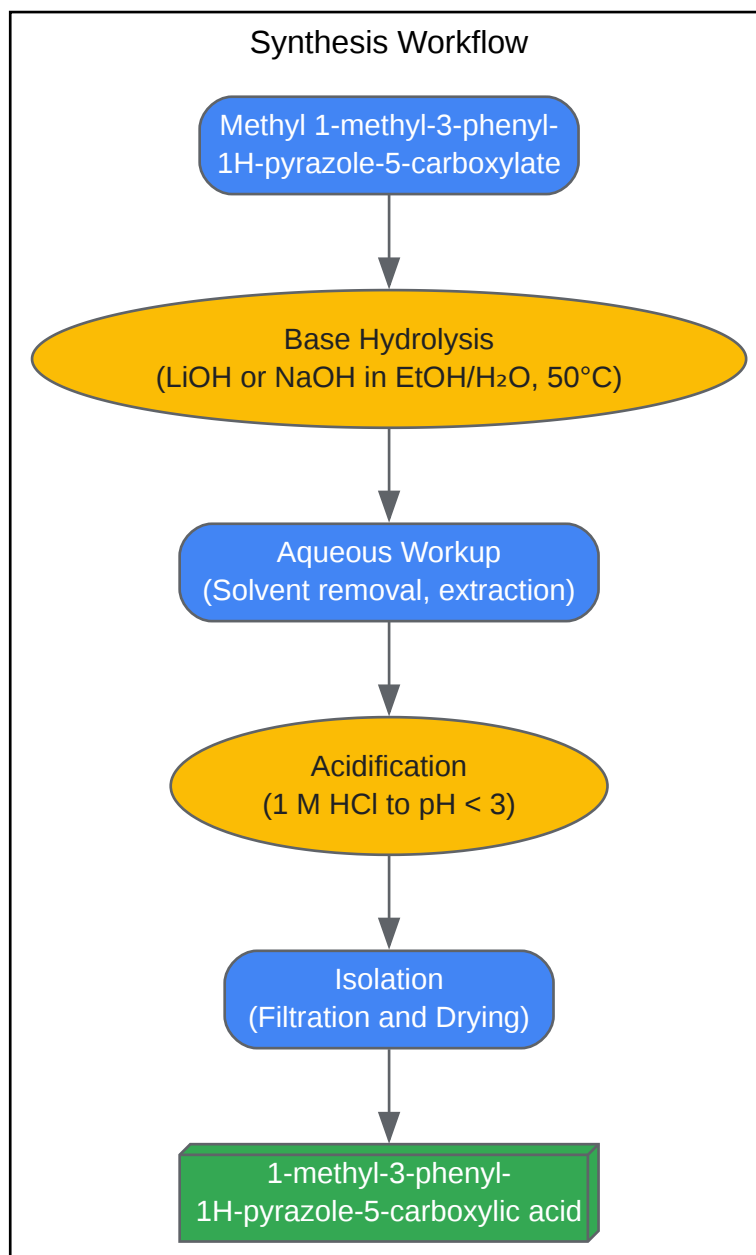 Synthesis Workflow
Methyl 1-methyl-3-phenyl-
1H-pyrazole-5-carboxylate
Base Hydrolysis
(LiOH or NaOH in EtOH/H₂O, 50°C)
Aqueous Workup
(Solvent removal, extraction)
Acidification
(1 M HCl to pH < 3)
Isolation
(Filtration and Drying)
1-methyl-3-phenyl-
1H-pyrazole-5-carboxylic acid